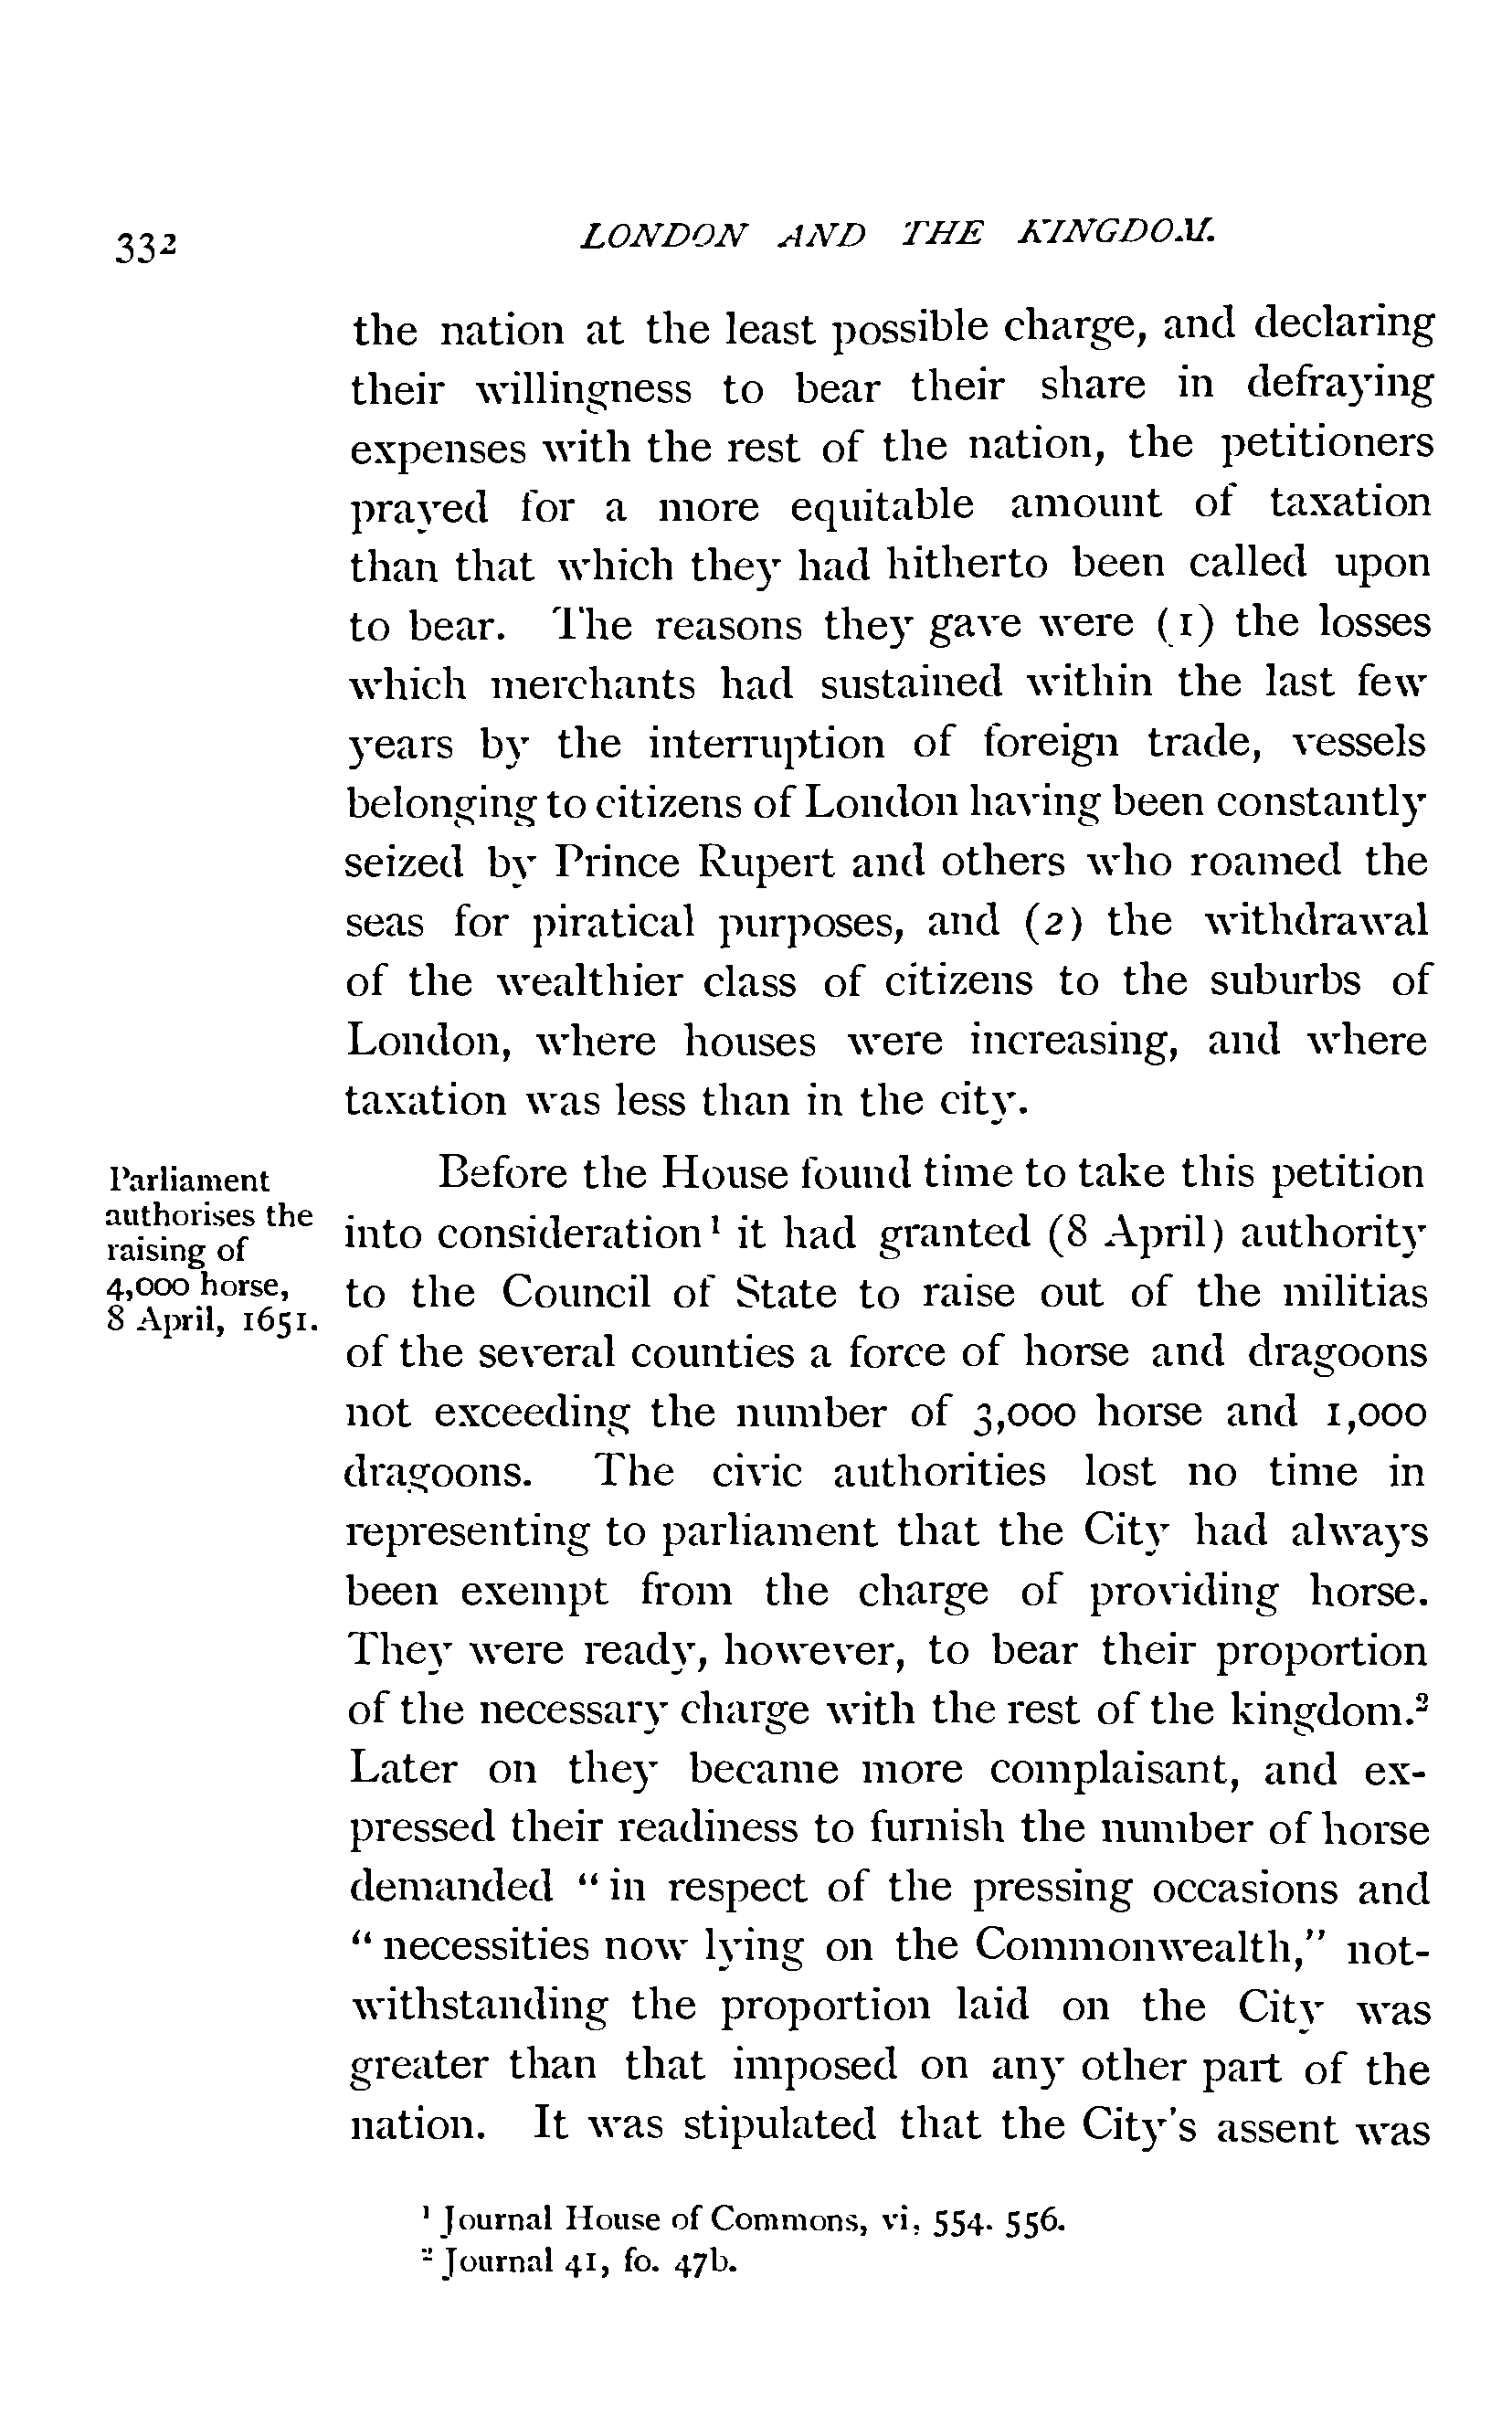 332
LONDON AND THE KINGDOM.
the nation at the least possible charge, and declaring
their willingness to bear their share in defraying
expenses with the rest of the nation, the petitioners
prayed for a more equitable amount of taxation
than that which they had hitherto been called upon
to bear. The reasons they gave were (1) the losses
which merchants had sustained within the last few
years by the interruption of foreign trade, vessels
belonging to citizens of London having been constantly
seized by Prince Rupert and others who roamed the
seas for piratical purposes, and (2) the withdrawal
of the wealthier class of citizens to the suburbs of
London, where houses were increasing, and where
taxation was less than in the city.
Parliament
authorises the
raising of
4,000 horse,
8 April, 1651.
Before the House found time to take this petition
into consideration¹ it had granted (8 April) authority
to the Council of State to raise out of the militias
of the several counties a force of horse and dragoons
not exceeding the number of 3,000 horse and 1,000
dragoons. The civic authorities lost no time in
representing to parliament that the City had always
been exempt from the charge of providing horse.
They were ready, however, to bear their proportion
of the necessary charge with the rest of the kingdom.²
Later on they became more complaisant, and ex-
pressed their readiness to furnish the number of horse
demanded “in respect of the pressing occasions and
“necessities now lying on the Commonwealth,” not-
withstanding the proportion laid on the City was
greater than that imposed on any other part of the
nation. It was stipulated that the City's assent was
¹ Journal House of Commons, vi, 554. 556.
² Journal 41, fo. 47b.